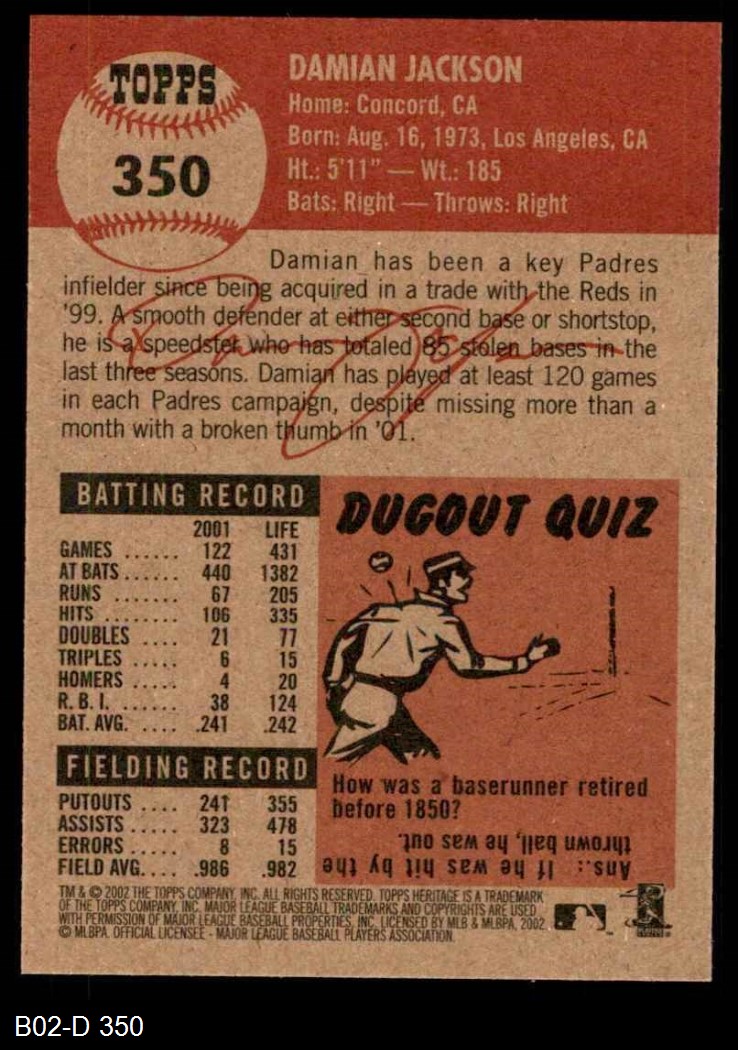 TOPPS
350
DAMIAN JACKSON
Home: Concord, CA
Born: Aug. 16, 1973, Los Angeles, CA
Ht.: 5'11" — Wt.: 185
Bats: Right — Throws: Right
Damian has been a key Padres
infielder since being acquired in a trade with the Reds in
'99. A smooth defender at either second base or shortstop,
he is a speedster who has totaled 85 stolen bases in the
last three seasons. Damian has played at least 120 games
in each Padres campaign, despite missing more than a
month with a broken thumb in '01.
BATTING RECORD
2001 LIFE
GAMES ...... 122 431
AT BATS ...... 440 1382
RUNS ....... 67 205
HITS ........ 106 335
DOUBLES .... 21 77
TRIPLES ..... 6 15
HOMERS ..... 4 20
R. B. I. ...... 38 124
BAT. AVG. .... .241 .242
FIELDING RECORD
PUTOUTS .... 241 355
ASSISTS ..... 323 478
ERRORS ..... 8 15
FIELD AVG. ... .986 .982
DUGOUT QUIZ
How was a baserunner retired
before 1850?
Ans.: If he was hit by the
thrown ball, he was out.
TM & © 2002 THE TOPPS COMPANY, INC. ALL RIGHTS RESERVED. TOPPS HERITAGE IS A TRADEMARK
OF THE TOPPS COMPANY, INC. MAJOR LEAGUE BASEBALL TRADEMARKS AND COPYRIGHTS ARE USED
WITH PERMISSION OF MAJOR LEAGUE BASEBALL PROPERTIES, INC. LICENSED BY MLB & MLBPA, 2002.
© MLBPA. OFFICIAL LICENSEE - MAJOR LEAGUE BASEBALL PLAYERS ASSOCIATION.
B02-D 350